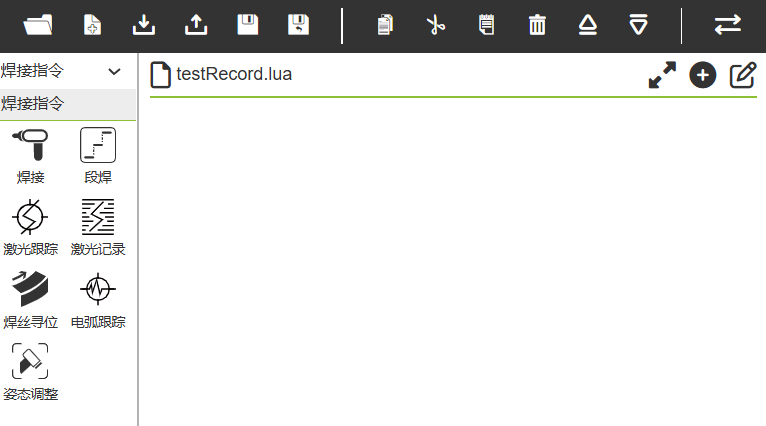 焊接指令
testRecord.lua
焊接指令
焊接
段焊
激光跟踪
激光记录
焊丝寻位
电弧跟踪
姿态调整